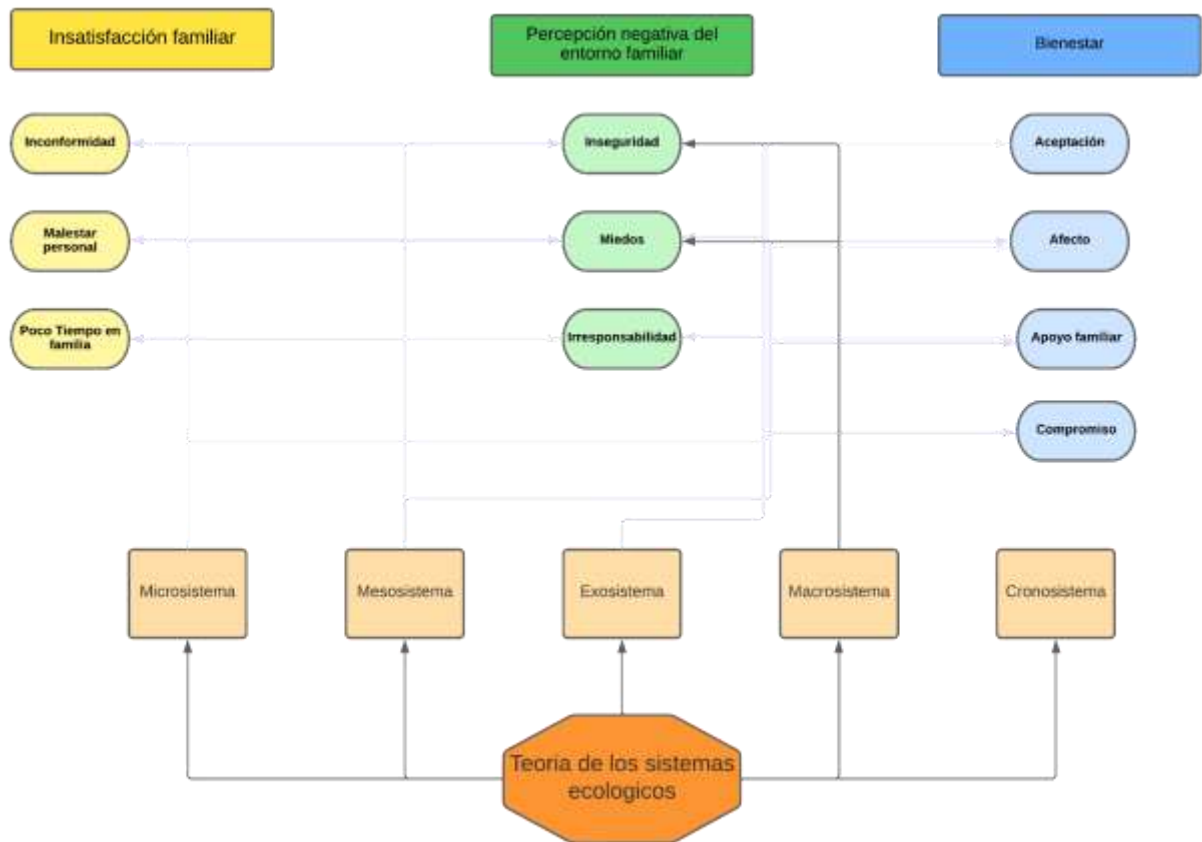 Insatisfacción familiar
Percepción negativa del
entorno familiar
Bienestar
Inconformidad
Inseguridad
Aceptación
Malestar
personal
Miedos
Afecto
Poco Tiempo en
familia
Irresponsabilidad
Apoyo familiar
Compromiso
Microsistema
Mesosistema
Exosistema
Macrosistema
Cronosistema
Teoria de los sistemas
ecologicos